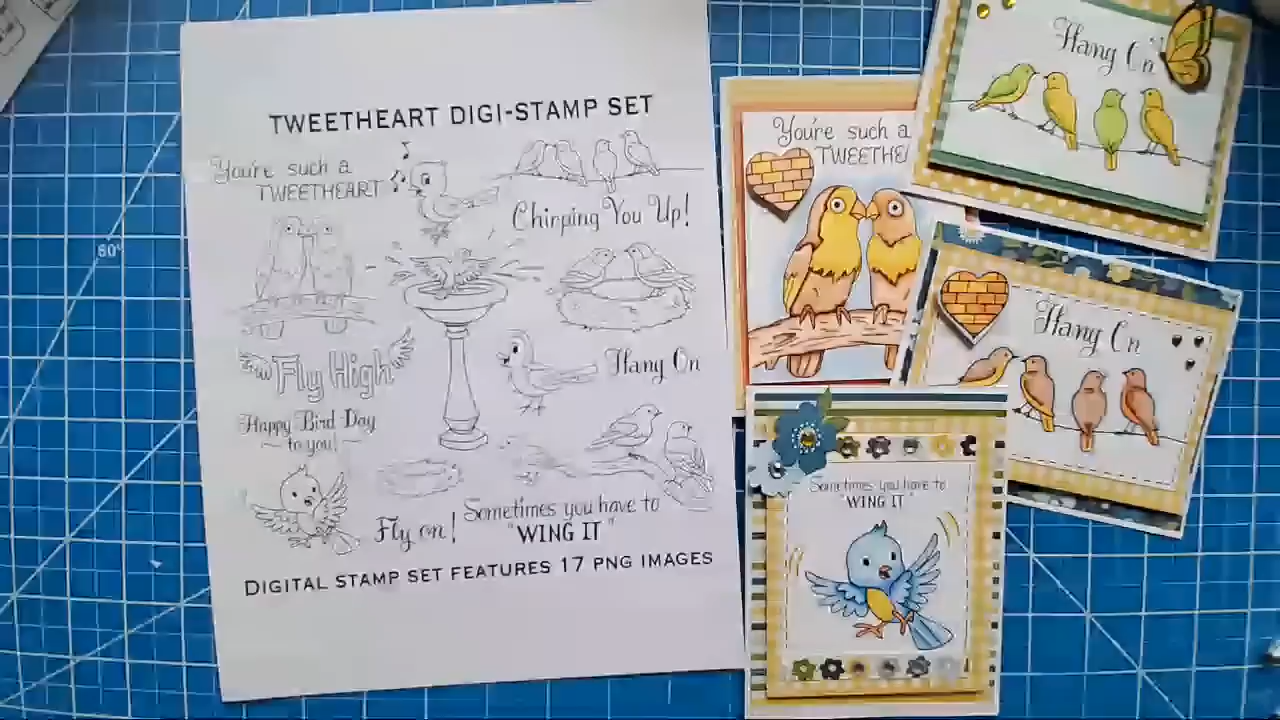 TWEETHEART DIGI-STAMP SET
You're such a
TWEETHEART
Chirping You Up!
Fly High
Hang On
Happy Bird Day
to you!
Fly on!
Sometimes you have to
"WING IT"
DIGITAL STAMP SET FEATURES 17 PNG IMAGES
You're such a
TWEETHE
Hang On
Hang On
Sometimes you have to
"WING IT"
60°